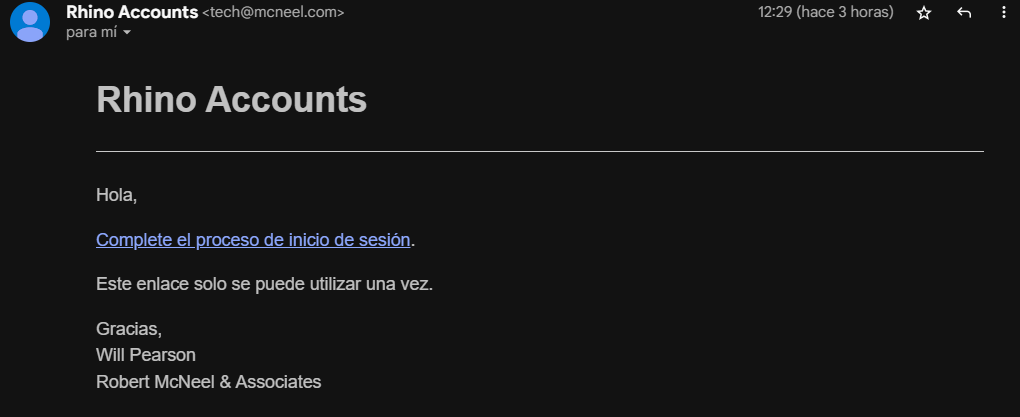 Rhino Accounts <tech@mcneel.com>
12:29 (hace 3 horas)
para mí
Rhino Accounts
Hola,
Complete el proceso de inicio de sesión.
Este enlace solo se puede utilizar una vez.
Gracias,
Will Pearson
Robert McNeel & Associates